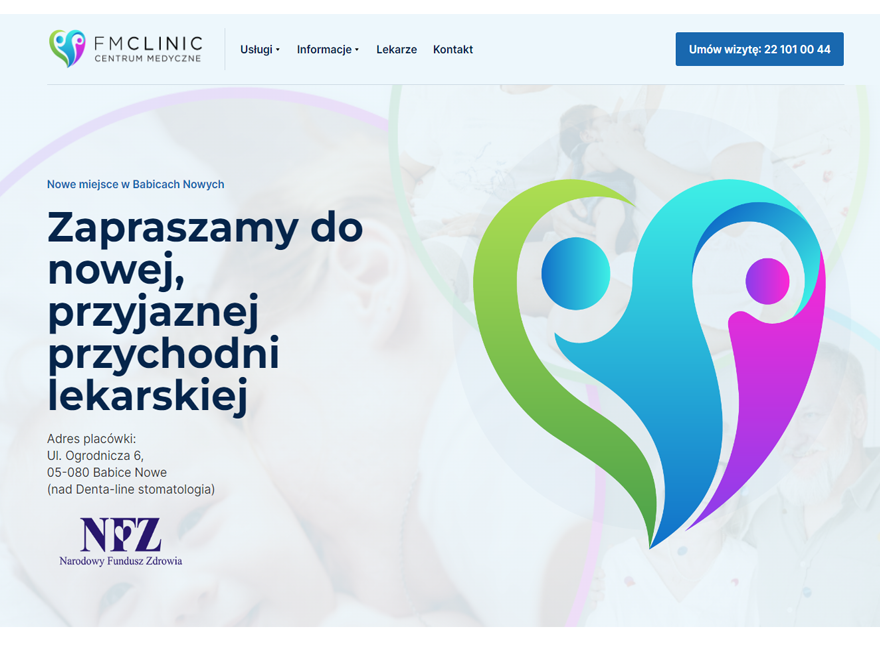 FMCLINIC
CENTRUM MEDYCZNE
Usługi
Informacje
Lekarze
Kontakt
Umów wizytę: 22 101 00 44
Nowe miejsce w Babicach Nowych
Zapraszamy do
nowej,
przyjaznej
przychodni
lekarskiej
Adres placówki:
Ul. Ogrodnicza 6,
05-080 Babice Nowe
(nad Denta-line stomatologia)
NFZ
Narodowy Fundusz Zdrowia